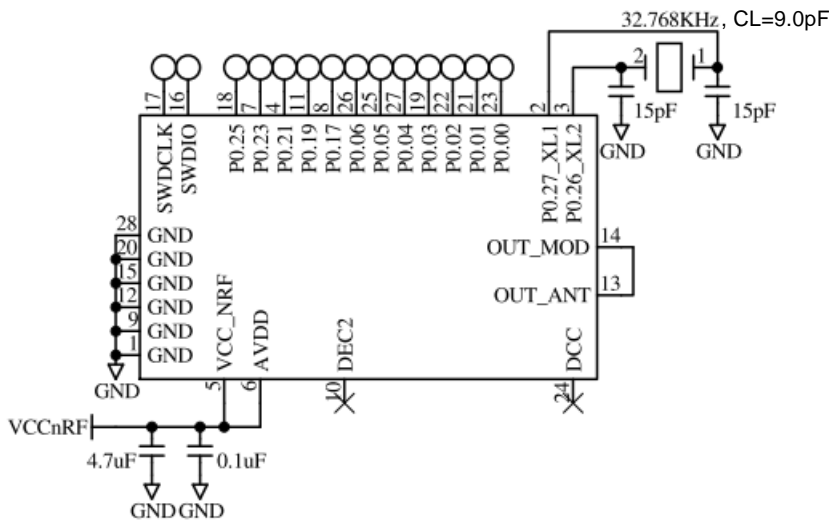 32.768KHz, CL=9.0pF
2 1
17 16 18 7 4 11 8 26 25 27 19 22 21 23 2 3
15pF 15pF
GND GND
SWDCLK
SWDIO
P0.25
P0.23
P0.21
P0.19
P0.17
P0.06
P0.05
P0.04
P0.03
P0.02
P0.01
P0.00
P0.27_XL1
P0.26_XL2
28 GND
20 GND
15 GND
12 GND
9 GND
1 GND
GND
OUT_MOD 14
OUT_ANT 13
VCC_NRF
AVDD
DEC2
DCC
5 6 10 24
VCCnRF
4.7uF 0.1uF
GND GND